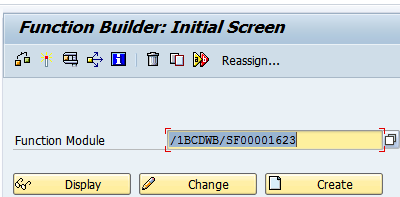 Function Builder: Initial Screen
Reassign...
Function Module /1BCDWB/SF00001623
Display Change Create